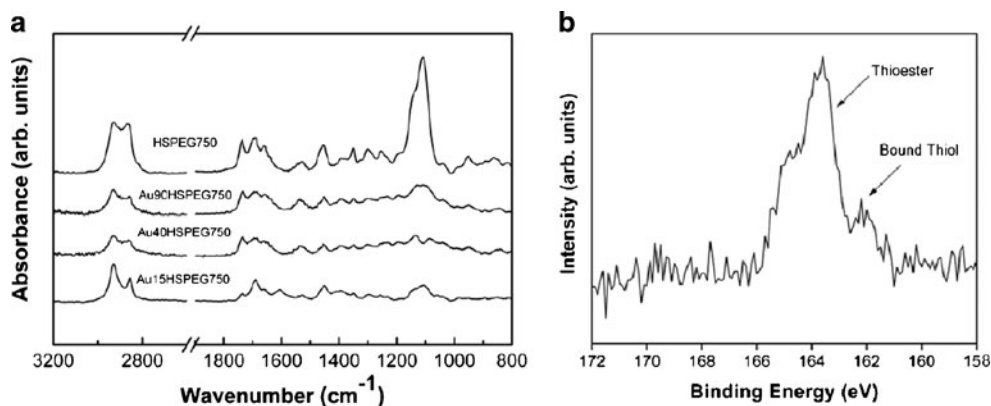 a
Absorbance (arb. units)
HSPEG750
Au90HSPEG750
Au40HSPEG750
Au15HSPEG750
3200 2800 1800 1600 1400 1200 1000 800
Wavenumber (cm⁻¹)
b
Intensity (arb. units)
Thioester
Bound Thiol
172 170 168 166 164 162 160 158
Binding Energy (eV)